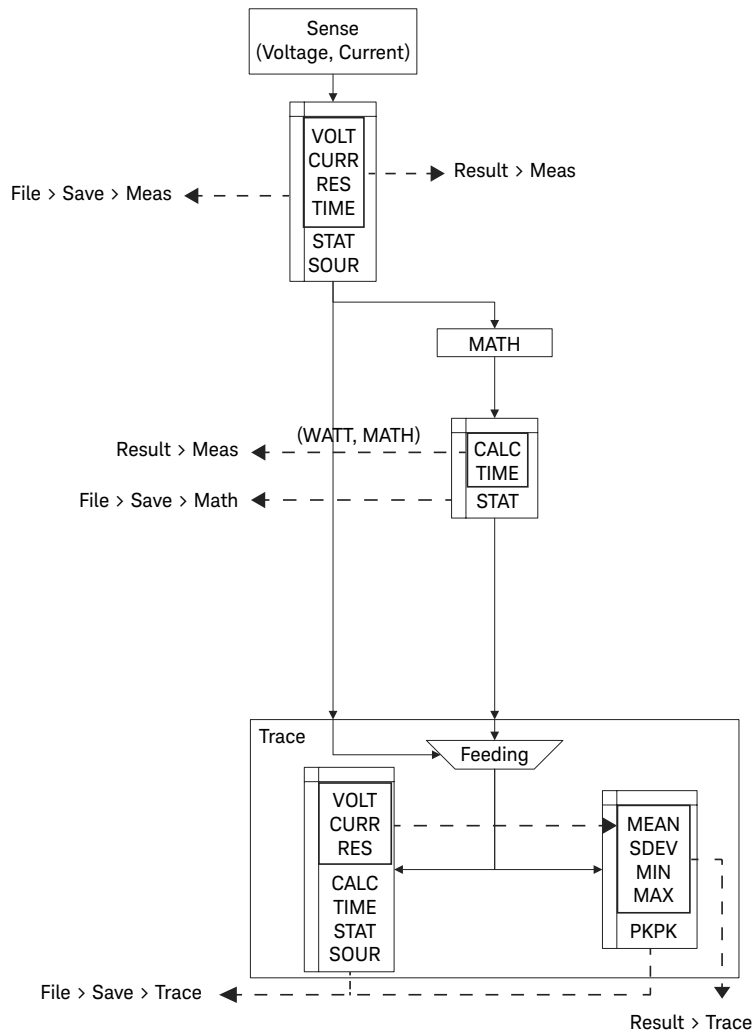 Sense
(Voltage, Current)
VOLT
CURR
RES
TIME
STAT
SOUR
Result > Meas
File > Save > Meas
MATH
(WATT, MATH)
Result > Meas
CALC
TIME
STAT
File > Save > Math
Trace
Feeding
VOLT
CURR
RES
CALC
TIME
STAT
SOUR
MEAN
SDEV
MIN
MAX
PKPK
File > Save > Trace
Result > Trace